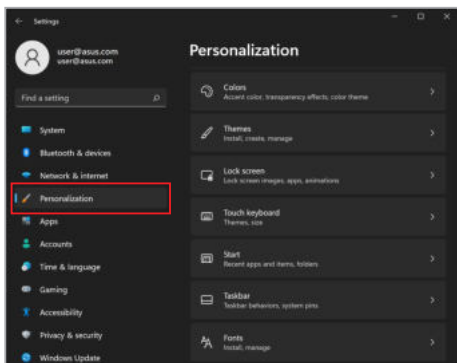 Settings
user@asus.com
user@asus.com
Find a setting
System
Bluetooth & devices
Network & internet
Personalization
Apps
Accounts
Time & language
Gaming
Accessibility
Privacy & security
Windows Update
Personalization
Colors
Accent color, transparency effects, color theme
Themes
Install, create, manage
Lock screen
Lock screen images, apps, animations
Touch keyboard
Themes, size
Start
Recent apps and items, folders
Taskbar
Taskbar behaviors, system pins
Fonts
Install, manage